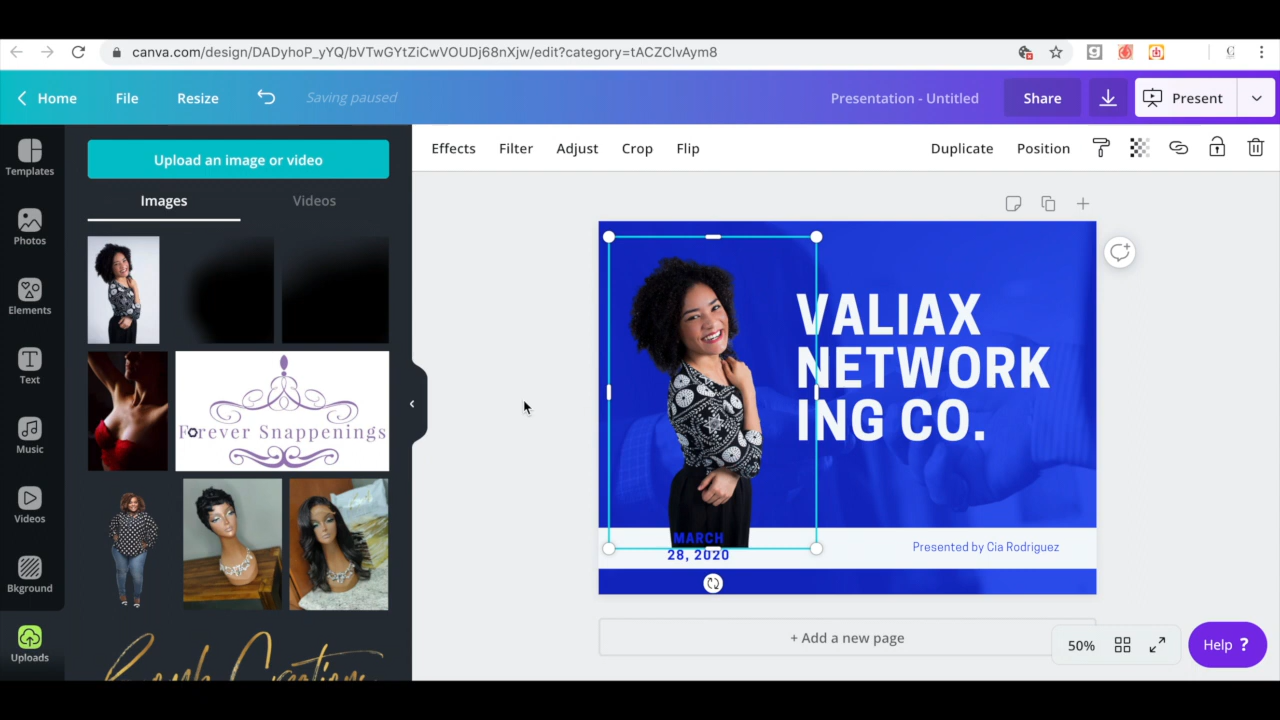 canva.com/design/DADyhoP_yYQ/bVTwGYtZiCwVOUDj68nXjw/edit?category=tACZCIvAym8
Home File Resize Saving paused Presentation - Untitled Share Present
Effects Filter Adjust Crop Flip Duplicate Position
Templates
Photos
Elements
Text
Music
Videos
Bkground
Uploads
Upload an image or video
Images Videos
Forever Snappenings
VALIAX
NETWORK
ING CO.
MARCH
28, 2020
Presented by Cia Rodriguez
+ Add a new page
50%
Help ?